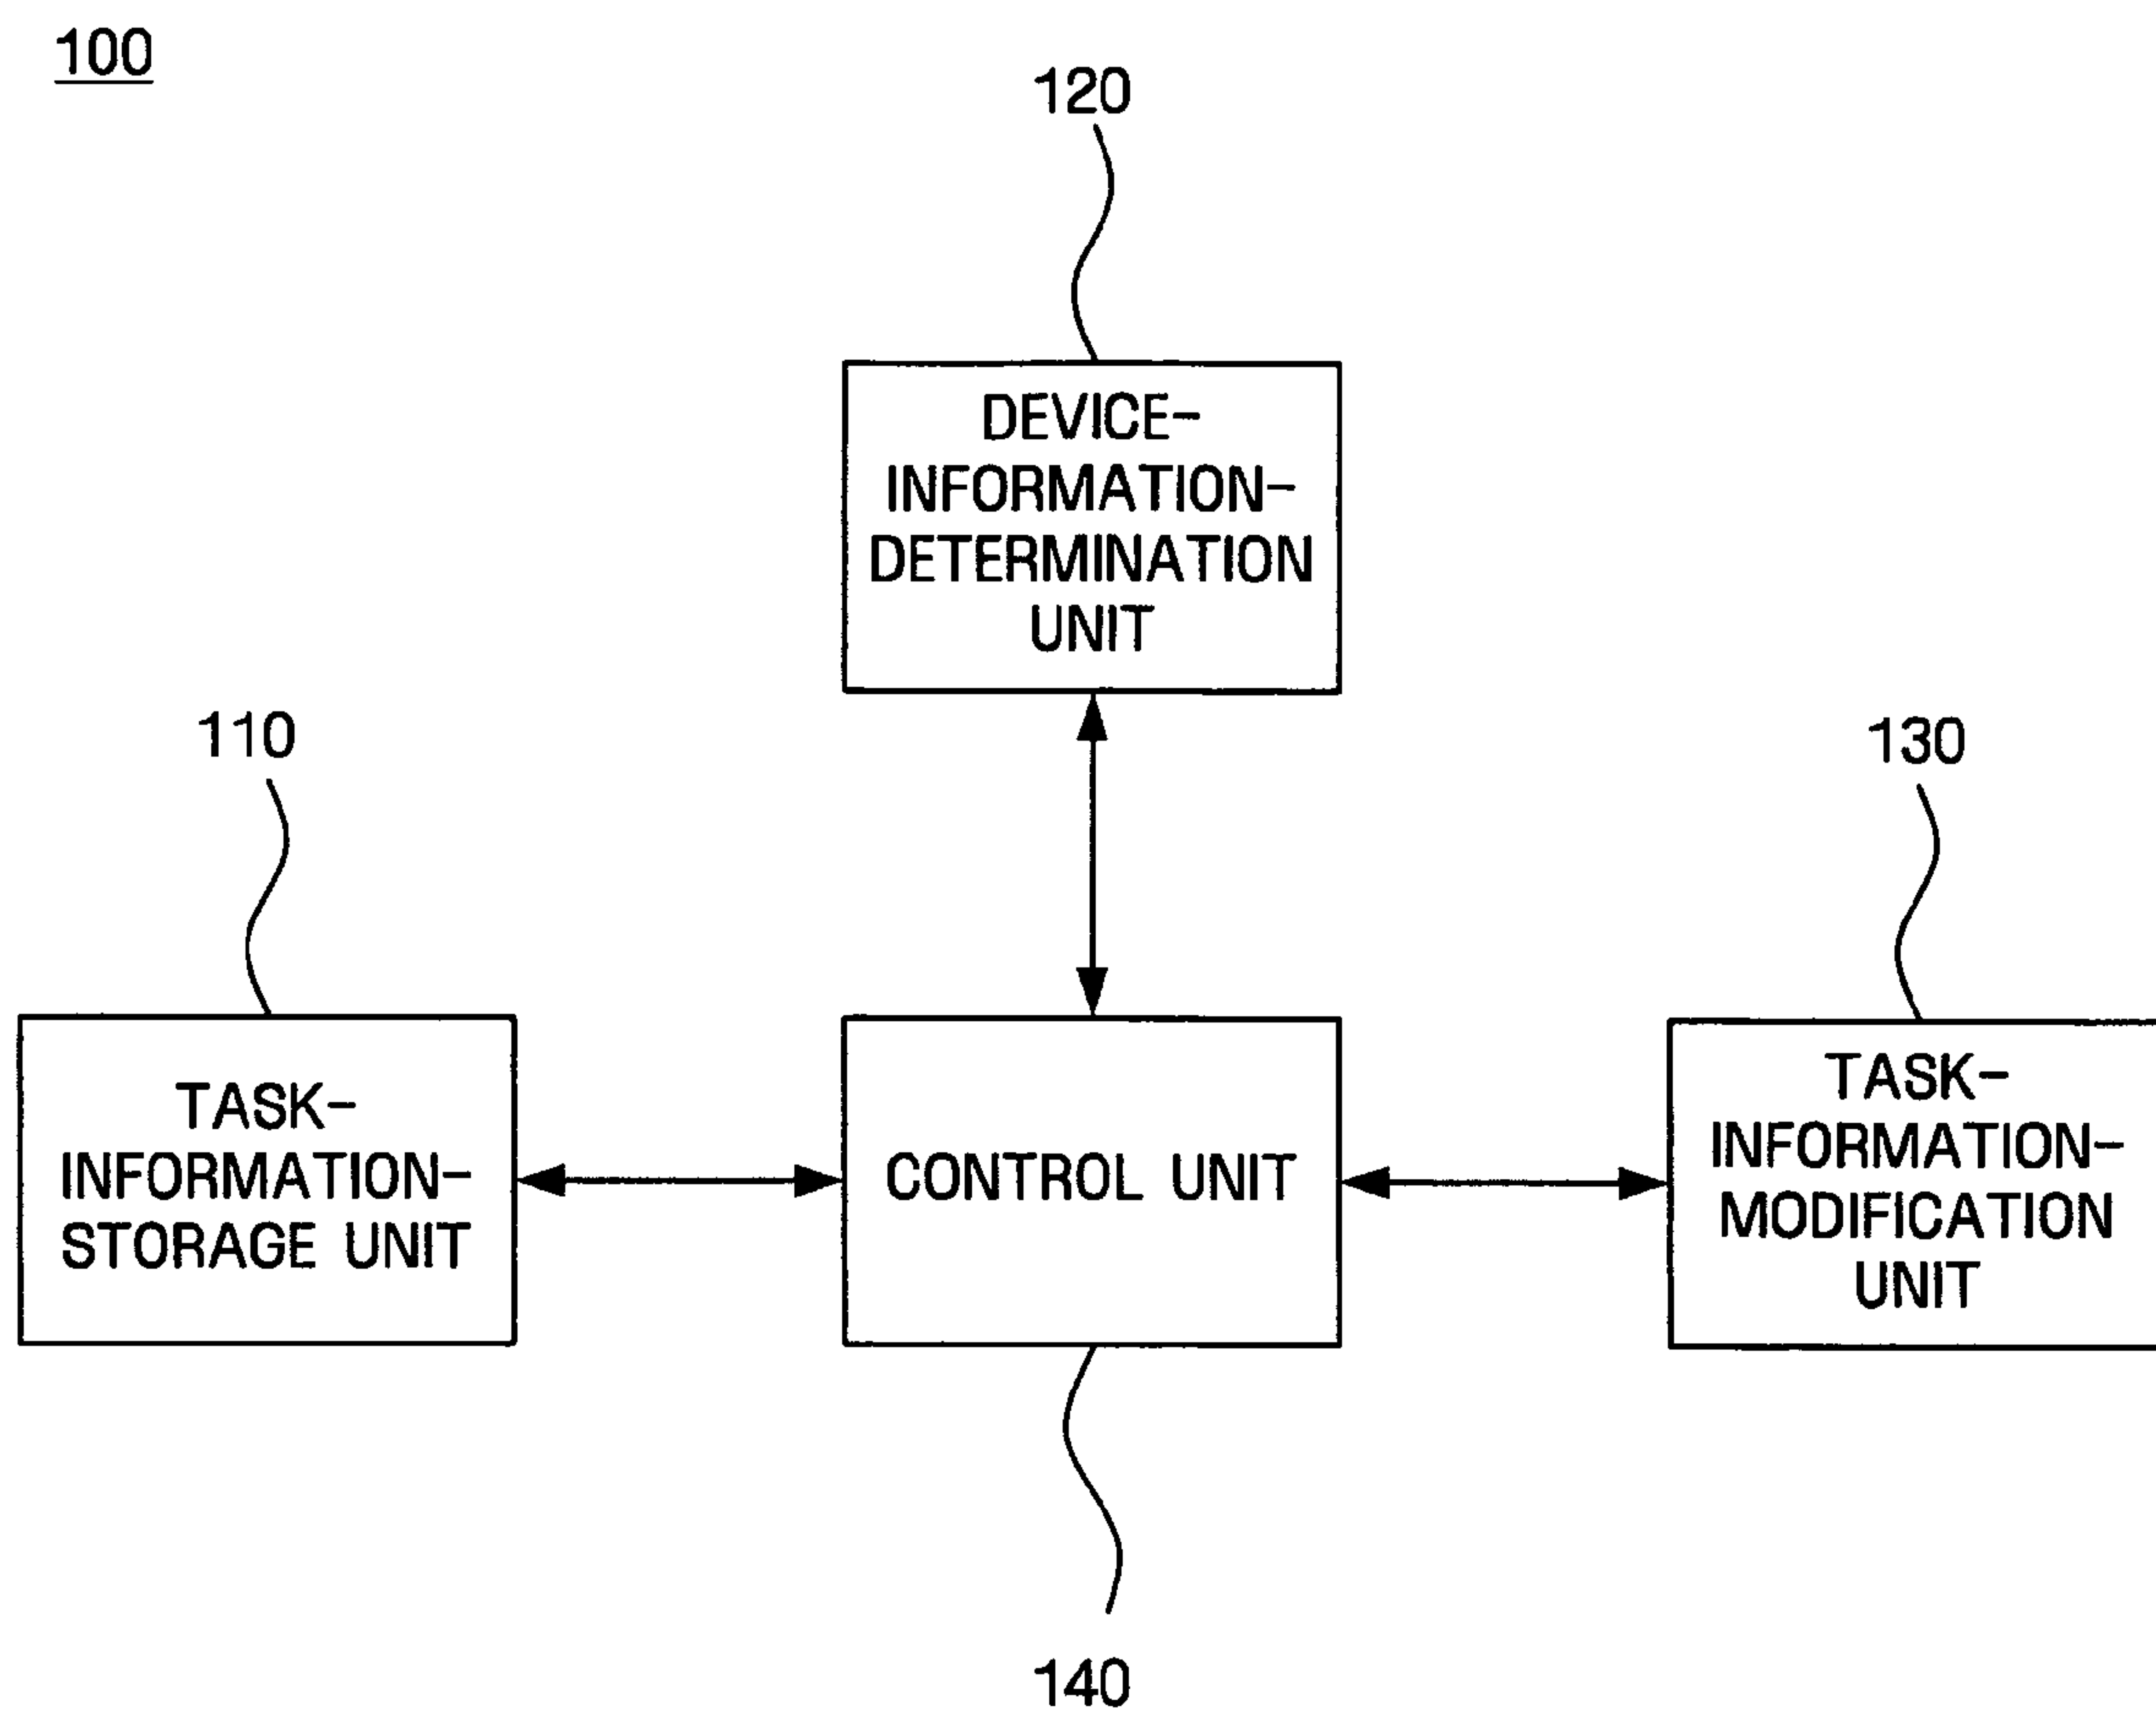 100
120
DEVICE-
INFORMATION-
DETERMINATION
UNIT
110
130
TASK-
INFORMATION-
STORAGE UNIT
CONTROL UNIT
TASK-
INFORMATION-
MODIFICATION
UNIT
140